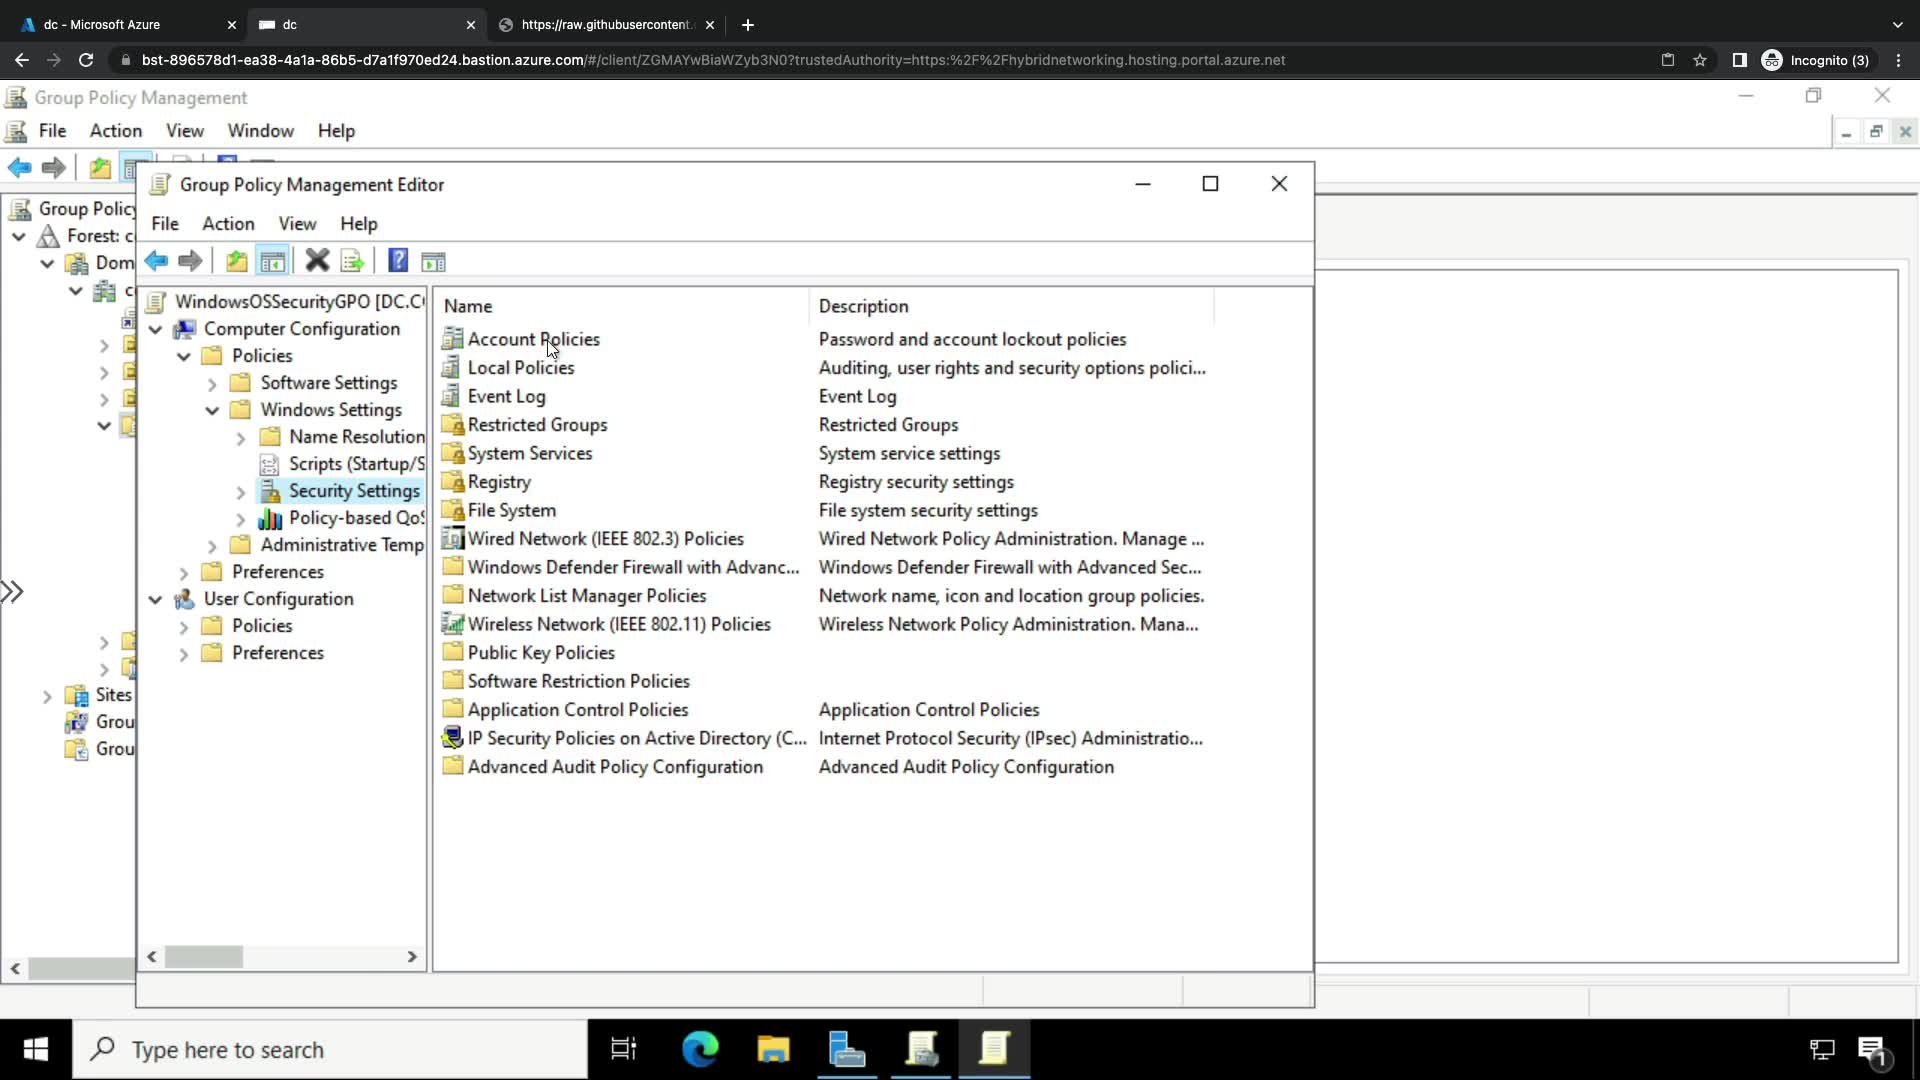 dc - Microsoft Azure
dc
https://raw.githubusercontent.
bst-896578d1-ea38-4a1a-86b5-d7a1f970ed24.bastion.azure.com/#/client/ZGMAYwBiaWZyb3N0?trustedAuthority=https:%2F%2Fhybridnetworking.hosting.portal.azure.net
Incognito (3)
Group Policy Management
File Action View Window Help
Group Policy
Forest: c
Dom
c
Sites
Grou
Grou
Group Policy Management Editor
File Action View Help
WindowsOSSecurityGPO [DC.C
Computer Configuration
Policies
Software Settings
Windows Settings
Name Resolution
Scripts (Startup/S
Security Settings
Policy-based QoS
Administrative Temp
Preferences
User Configuration
Policies
Preferences
Name Description
Account Policies Password and account lockout policies
Local Policies Auditing, user rights and security options polici...
Event Log Event Log
Restricted Groups Restricted Groups
System Services System service settings
Registry Registry security settings
File System File system security settings
Wired Network (IEEE 802.3) Policies Wired Network Policy Administration. Manage ...
Windows Defender Firewall with Advanc... Windows Defender Firewall with Advanced Sec...
Network List Manager Policies Network name, icon and location group policies.
Wireless Network (IEEE 802.11) Policies Wireless Network Policy Administration. Mana...
Public Key Policies
Software Restriction Policies
Application Control Policies Application Control Policies
IP Security Policies on Active Directory (C... Internet Protocol Security (IPsec) Administratio...
Advanced Audit Policy Configuration Advanced Audit Policy Configuration
Type here to search
1